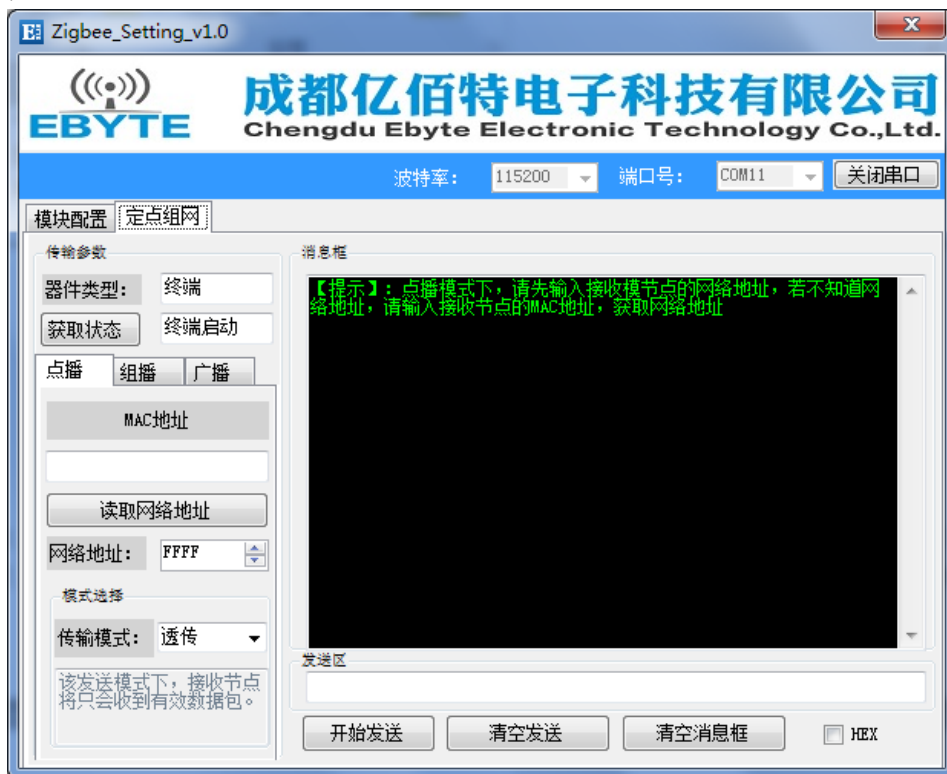 Zigbee_Setting_v1.0
EBYTE
成都亿佰特电子科技有限公司
Chengdu Ebyte Electronic Technology Co.,Ltd.
波特率： 115200 端口号： COM11 关闭串口
模块配置 定点组网
传输参数
器件类型： 终端
获取状态 终端启动
点播 组播 广播
MAC地址
读取网络地址
网络地址： FFFF
模式选择
传输模式： 透传
该发送模式下，接收节点
将只会收到有效数据包。
消息框
【提示】：点播模式下，请先输入接收模节点的网络地址，若不知道网
络地址，请输入接收节点的MAC地址，获取网络地址
发送区
开始发送 清空发送 清空消息框 HEX